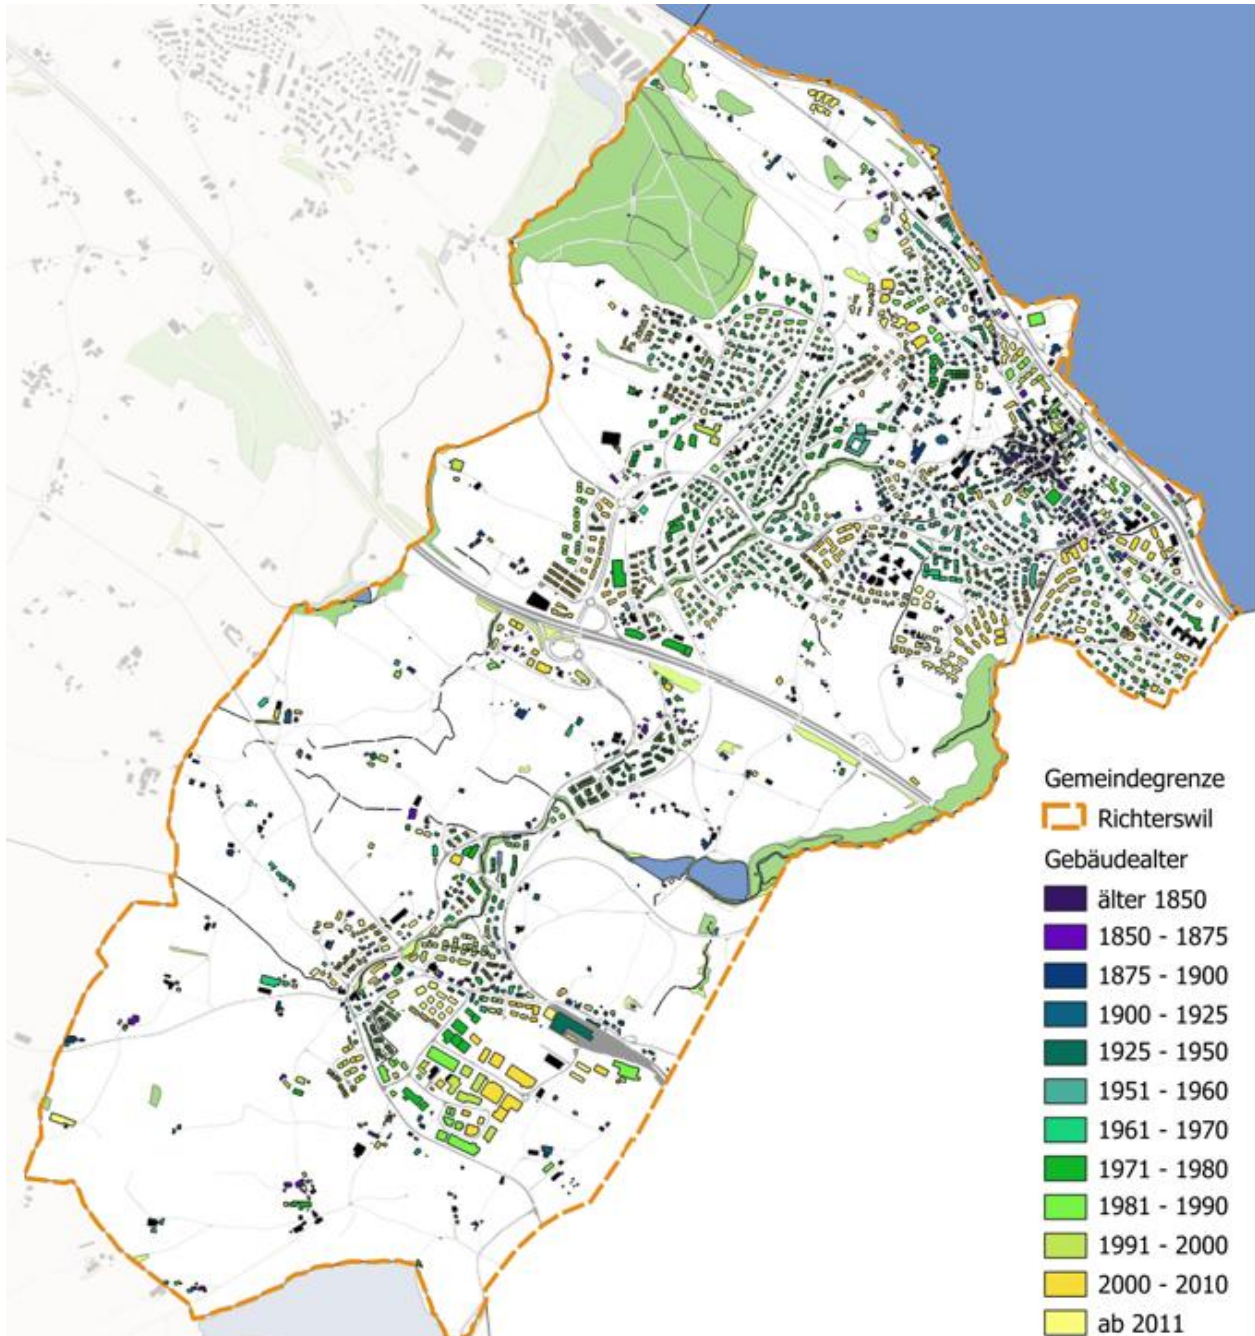 Gemeindegrenze
Richterswil
Gebäudealter
älter 1850
1850 - 1875
1875 - 1900
1900 - 1925
1925 - 1950
1951 - 1960
1961 - 1970
1971 - 1980
1981 - 1990
1991 - 2000
2000 - 2010
ab 2011